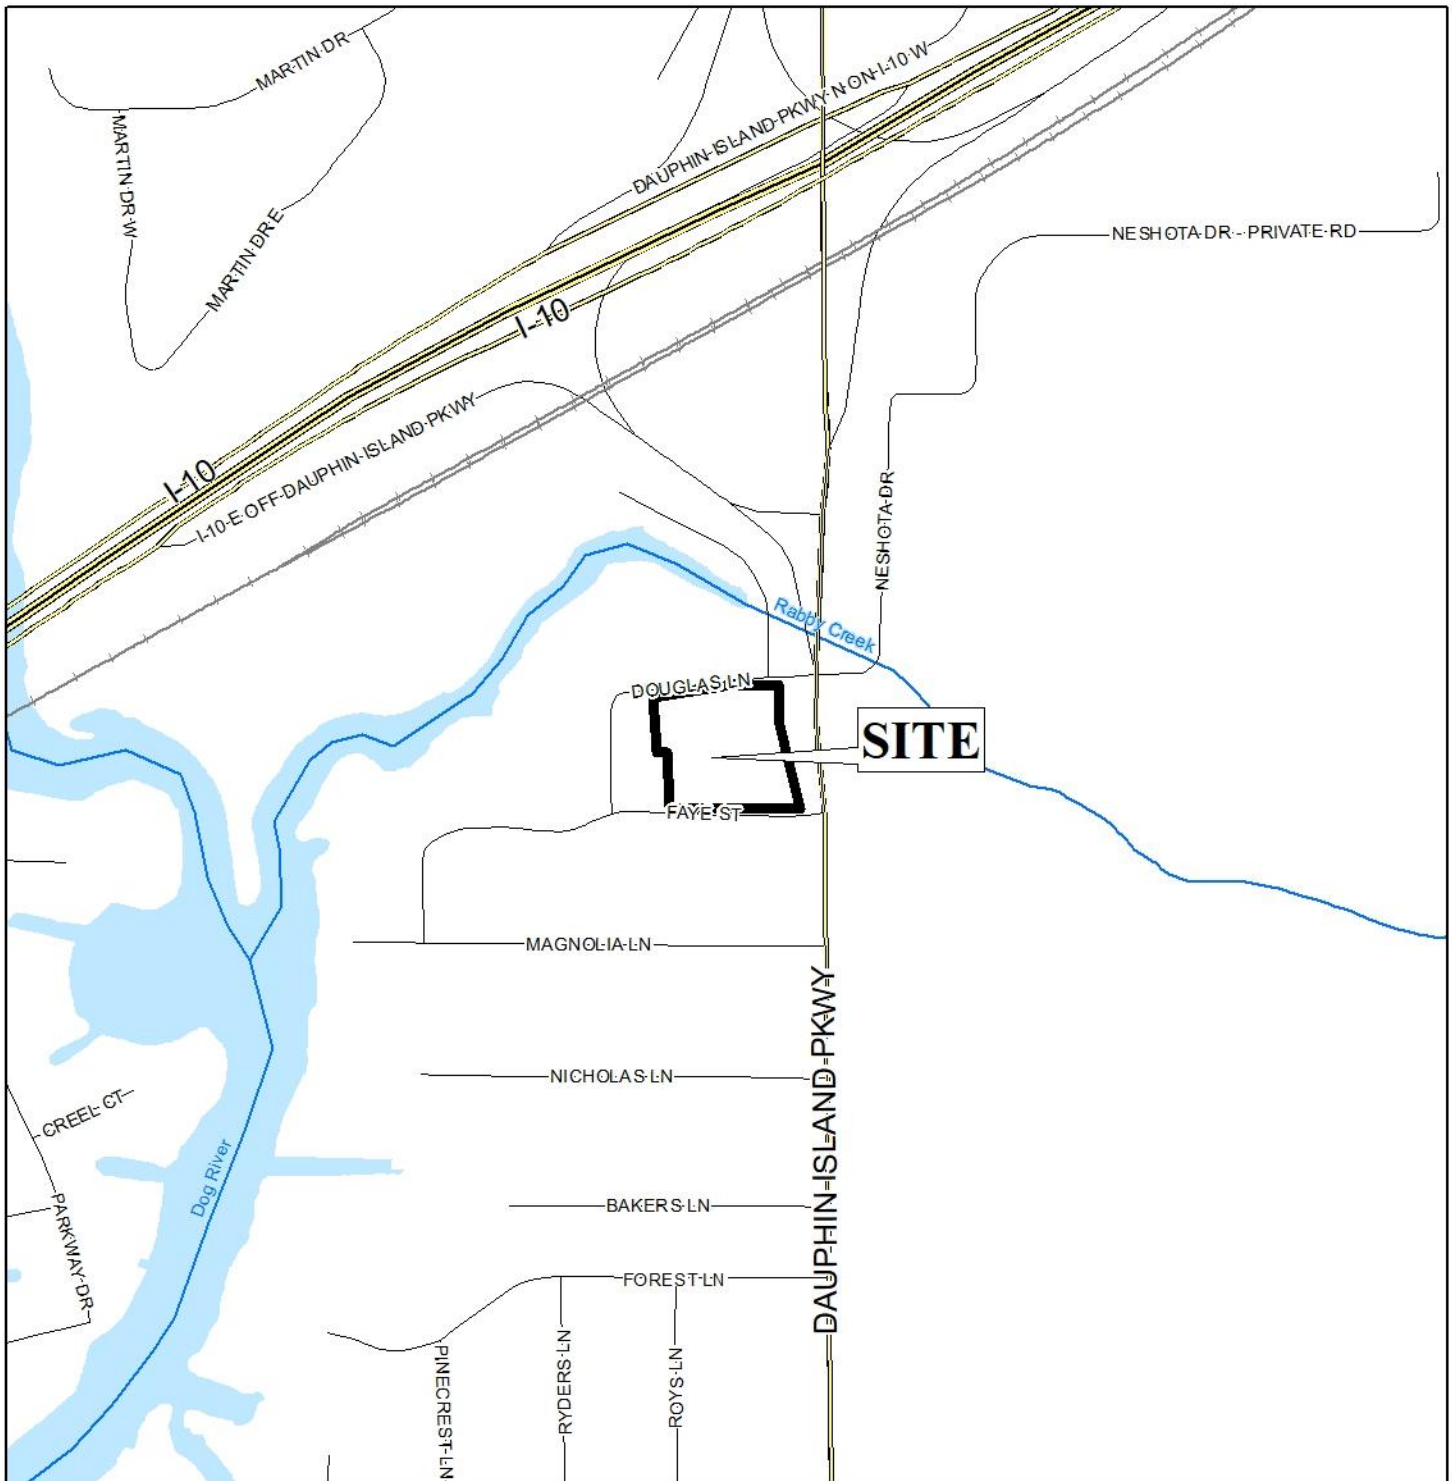 MARTIN DR
DAUPHIN ISLAND PKWY N ON I-10 W
MARTIN DR W
MARTIN DR E
NESHOTA DR - PRIVATE RD
I-10
I-10
I-10 E OFF DAUPHIN ISLAND PKWY
NESHOTA DR
Rabby Creek
DOUGLAS LN
SITE
FAYE ST
MAGNOLIA LN
DAUPHIN ISLAND PKWY
NICHOLAS LN
CREEL CT
Dog River
BAKERS LN
PARKWAY DR
FOREST LN
PINECREST LN
RYDERS LN
ROYS LN